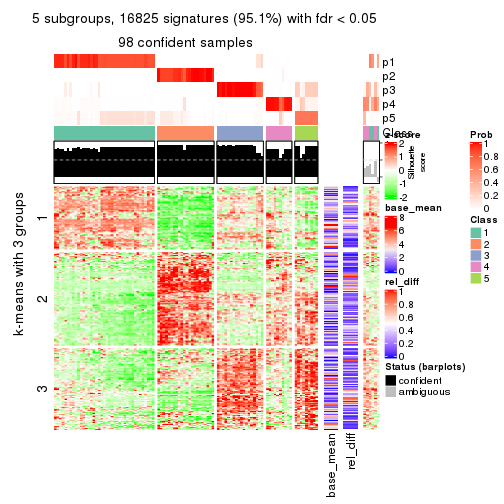 5 subgroups, 16825 signatures (95.1%) with fdr < 0.05
98 confident samples
p1
p2
p3
p4
p5
Class
z-score
2
1
0
-1
-2
Silhouette
score
Prob
1
0.8
0.6
0.4
0.2
0
Class
1
2
3
4
5
base_mean
8
6
4
2
0
rel_diff
1
0.8
0.6
0.4
0.2
0
Status (barplots)
confident
ambiguous
k-means with 3 groups
1
2
3
base_mean
rel_diff